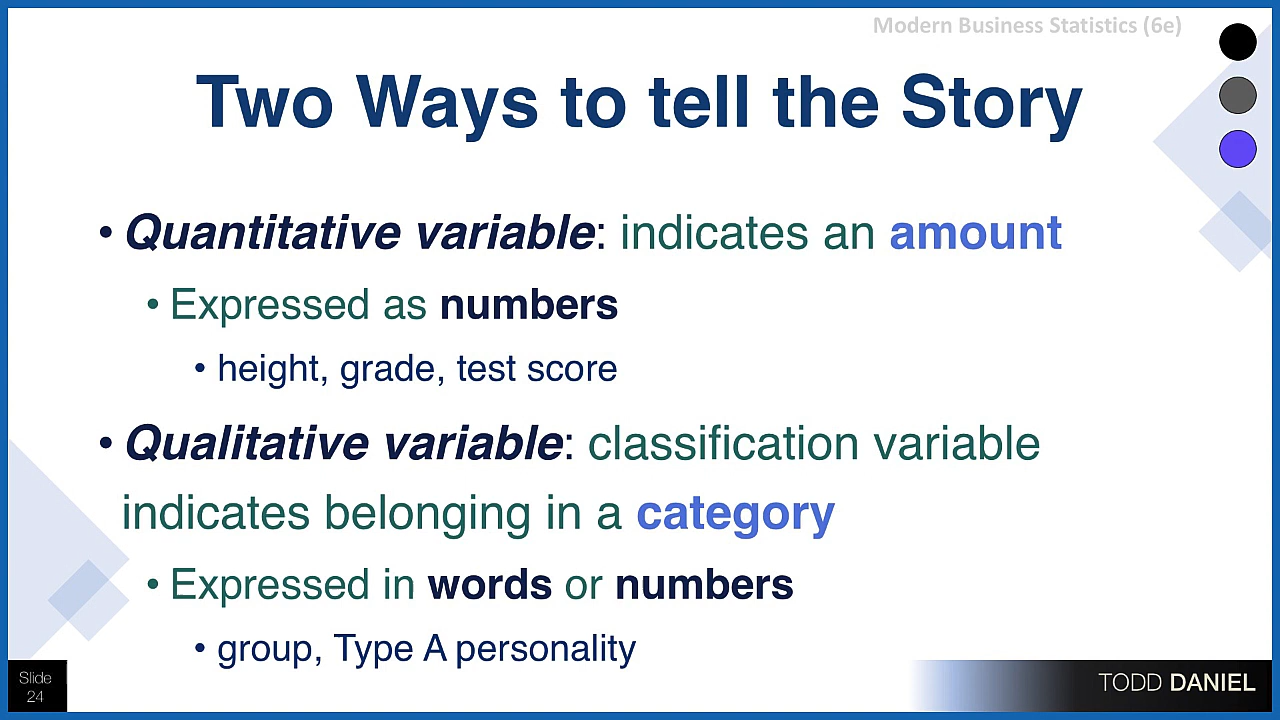 Modern Business Statistics (6e)
Two Ways to tell the Story
• Quantitative variable: indicates an amount
• Expressed as numbers
• height, grade, test score
• Qualitative variable: classification variable
indicates belonging in a category
• Expressed in words or numbers
• group, Type A personality
Slide
24
TODD DANIEL